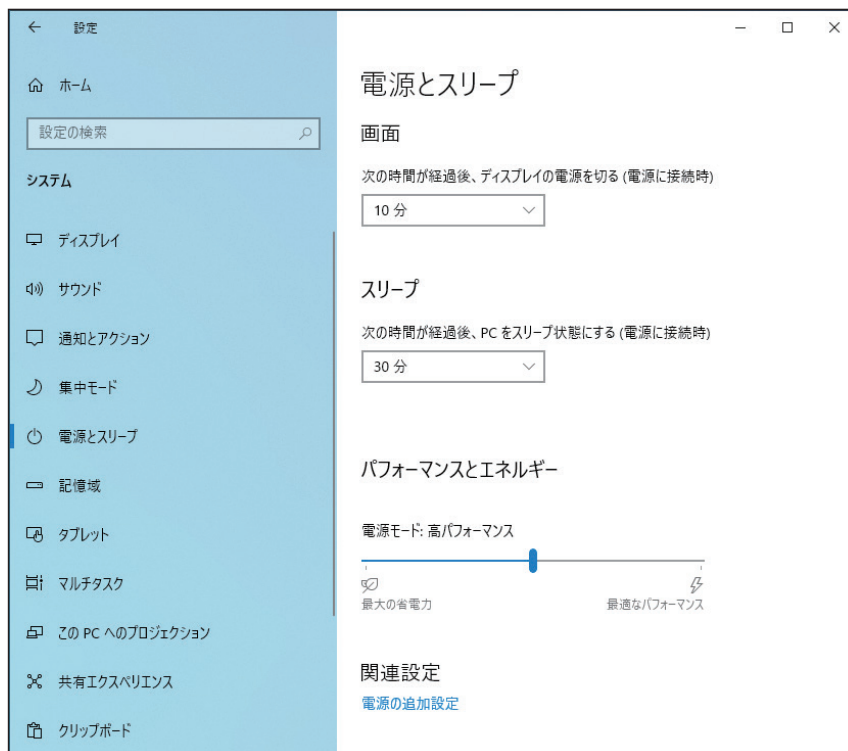 設定
ホーム
設定の検索
システム
ディスプレイ
サウンド
通知とアクション
集中モード
電源とスリープ
記憶域
タブレット
マルチタスク
この PC へのプロジェクション
共有エクスペリエンス
クリップボード
電源とスリープ
画面
次の時間が経過後、ディスプレイの電源を切る (電源に接続時)
10 分
スリープ
次の時間が経過後、PC をスリープ状態にする (電源に接続時)
30 分
パフォーマンスとエネルギー
電源モード: 高パフォーマンス
最大の省電力
最適なパフォーマンス
関連設定
電源の追加設定